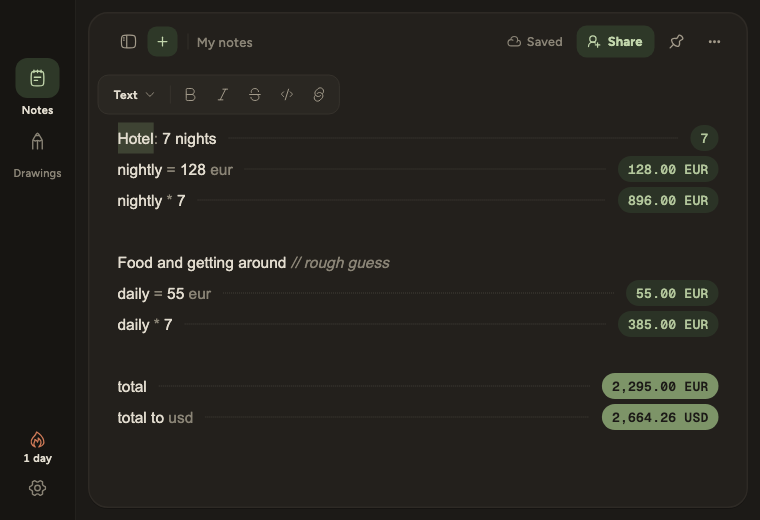 My notes
Saved
Share
Notes
Drawings
Text
Hotel: 7 nights 7
nightly = 128 eur 128.00 EUR
nightly * 7 896.00 EUR
Food and getting around // rough guess
daily = 55 eur 55.00 EUR
daily * 7 385.00 EUR
total 2,295.00 EUR
total to usd 2,664.26 USD
1 day